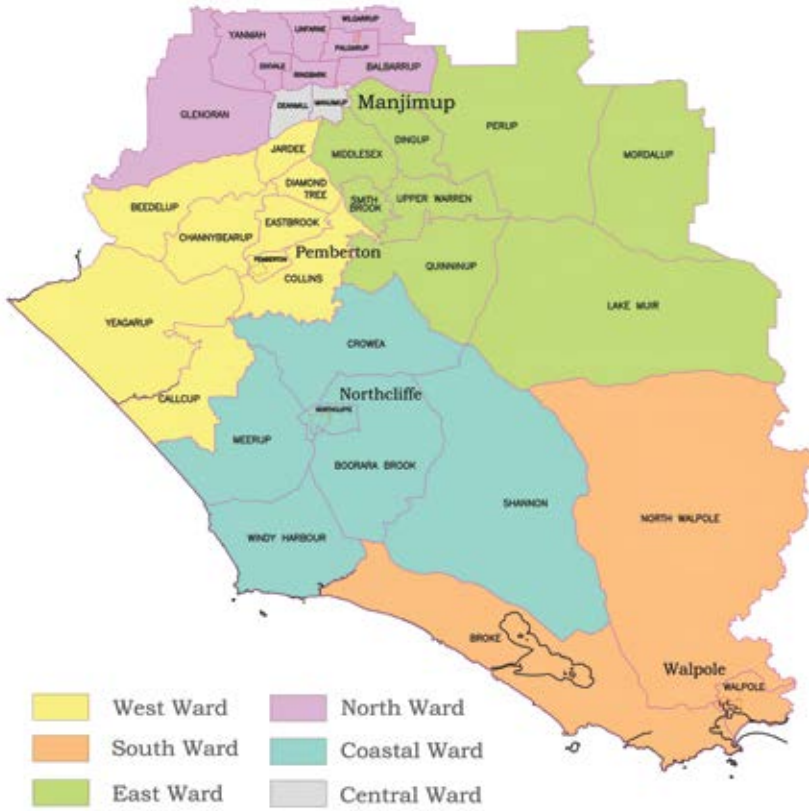 WILGARRUP
YANMAH
LINFARNE
PALGARUP
DIXVALE
RINGBARK
BALBARRUP
GLENORAN
DEANMILL
MANJIMUP
Manjimup
PERUP
DINGUP
MORDALUP
JARDEE
MIDDLESEX
DIAMOND
TREE
SMITH
BROOK
UPPER WARREN
BEEDELUP
EASTBROOK
CHANNYBEARUP
PEMBERTON
Pemberton
COLLINS
QUINNINUP
LAKE MUIR
YEAGARUP
CROWEA
CALLCUP
Northcliffe
NORTHCLIFFE
MEERUP
BOORARA BROOK
SHANNON
NORTH WALPOLE
WINDY HARBOUR
BROKE
Walpole
WALPOLE
West Ward
North Ward
South Ward
Coastal Ward
East Ward
Central Ward